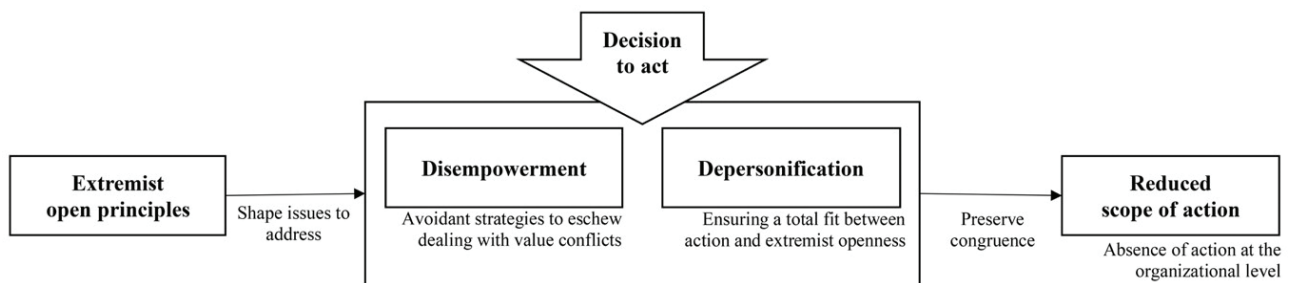 Decision
to act
Extremist
open principles
Shape issues to
address
Disempowerment
Avoidant strategies to eschew
dealing with value conflicts
Depersonification
Ensuring a total fit between
action and extremist openness
Preserve
congruence
Reduced
scope of action
Absence of action at the
organizational level